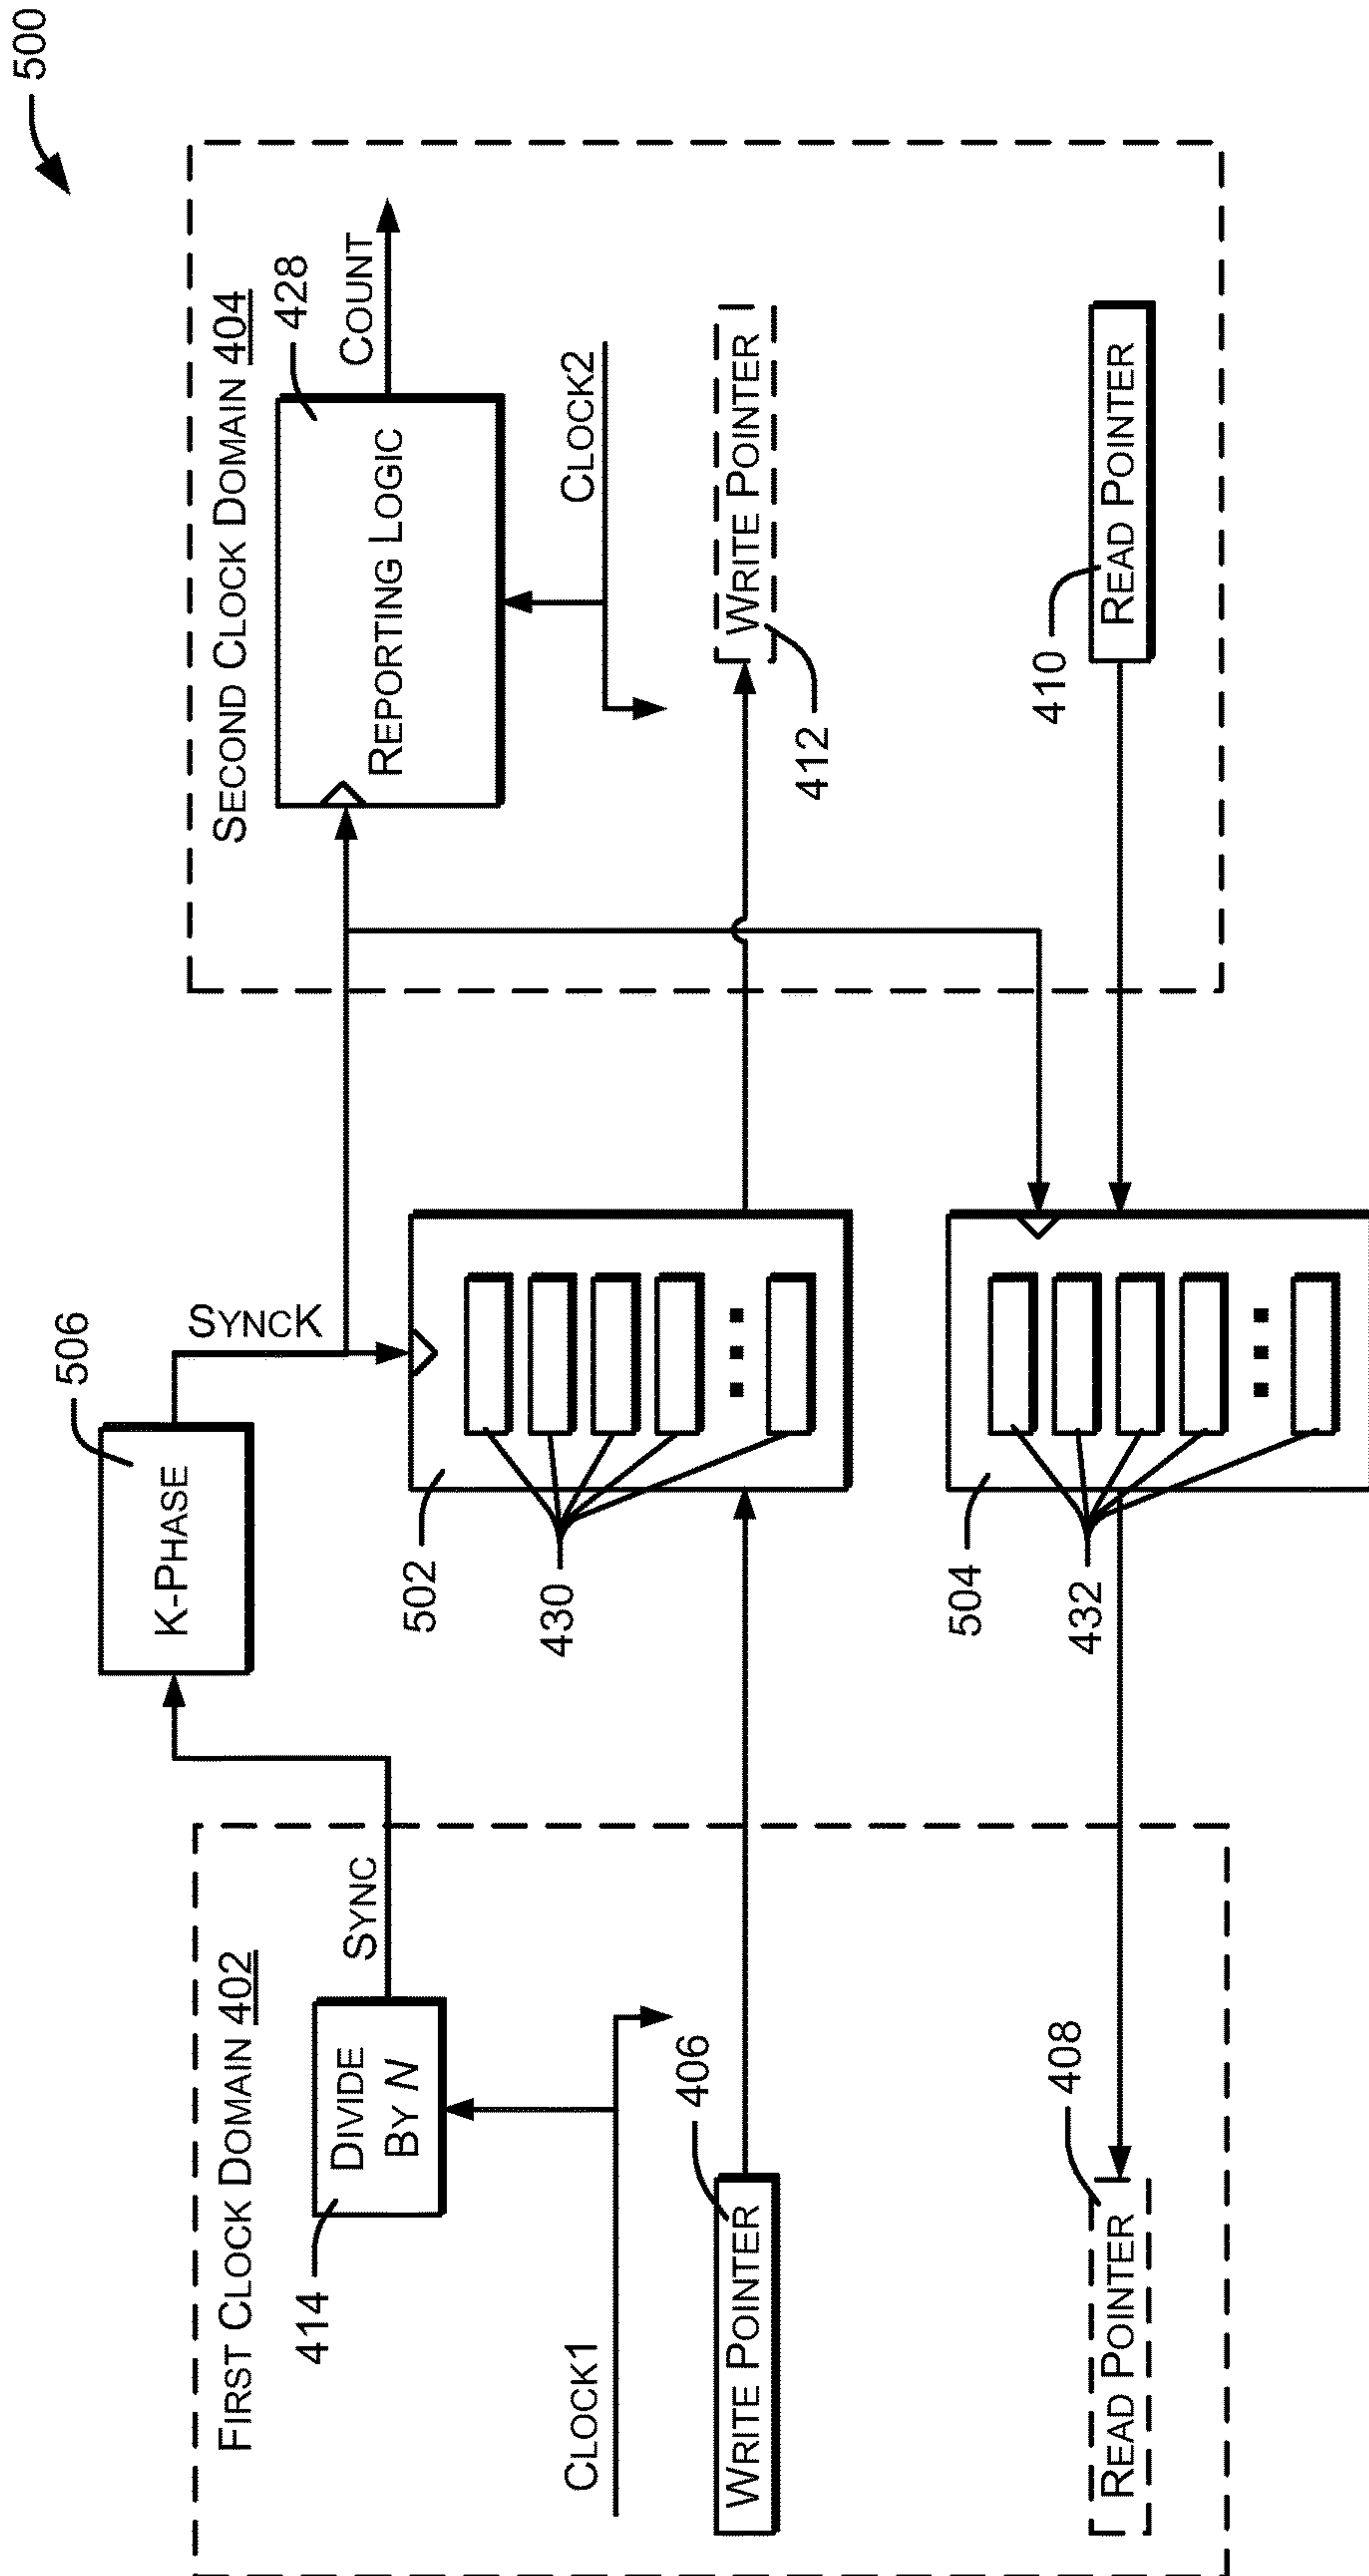 500
506
K-PHASE
SYNCK
FIRST CLOCK DOMAIN 402
414
DIVIDE
BY N
SYNC
CLOCK1
WRITE POINTER
406
READ POINTER
408
502
430
504
432
SECOND CLOCK DOMAIN 404
428
REPORTING LOGIC
COUNT
CLOCK2
WRITE POINTER
412
READ POINTER
410